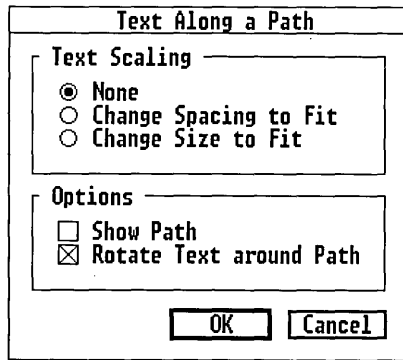 Text Along a Path
Text Scaling
None
Change Spacing to Fit
Change Size to Fit
Options
Show Path
Rotate Text around Path
OK Cancel